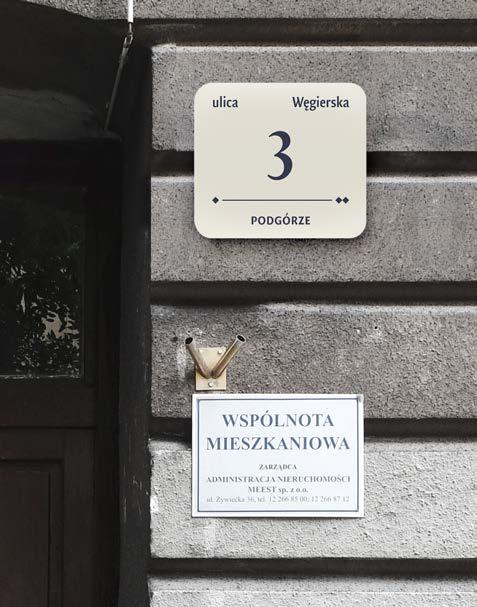 ulica Węgierska
3
PODGÓRZE
WSPÓLNOTA
MIESZKANIOWA
ZARZĄDCA
ADMINISTRACJA NIERUCHOMOŚCI
MEEST sp. z o.o.
ul. Żywiecka 36, tel. 12 266 85 00; 12 266 87 12